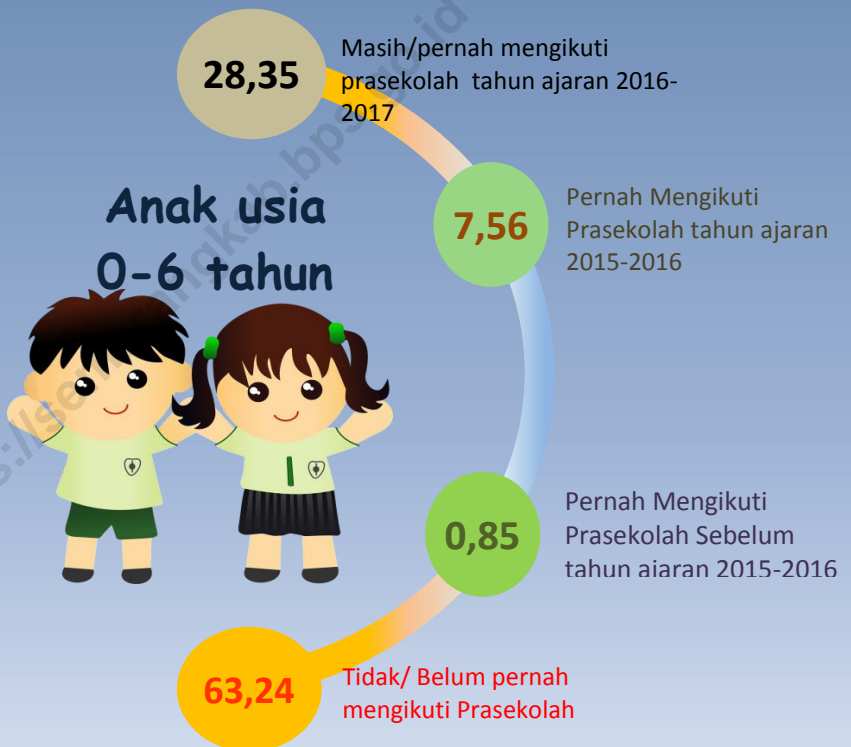 28,35
Masih/pernah mengikuti
prasekolah tahun ajaran 2016-
2017
Anak usia
0-6 tahun
7,56
Pernah Mengikuti
Prasekolah tahun ajaran
2015-2016
0,85
Pernah Mengikuti
Prasekolah Sebelum
tahun ajaran 2015-2016
63,24
Tidak/ Belum pernah
mengikuti Prasekolah